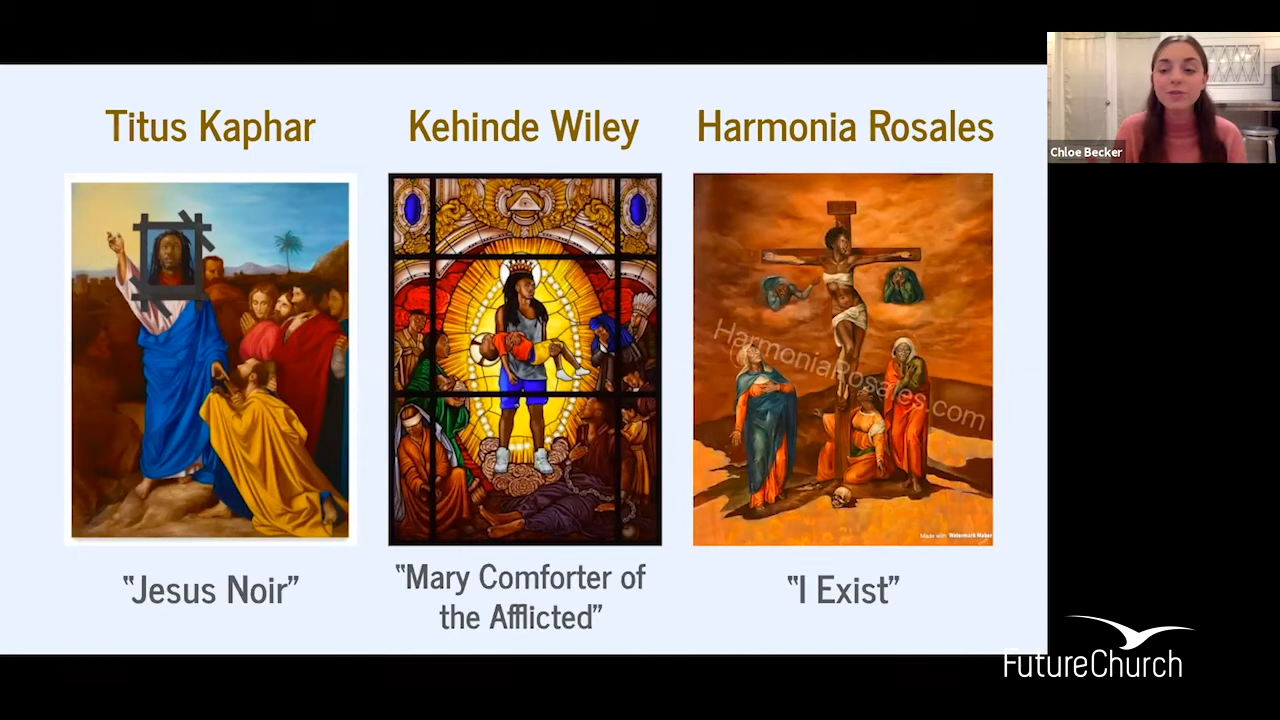 Titus Kaphar
Kehinde Wiley
Harmonia Rosales
Chloe Becker
HarmoniaRosales.com
Made with Watermark Maker
“Jesus Noir”
“Mary Comforter of
the Afflicted”
“I Exist”
FutureChurch